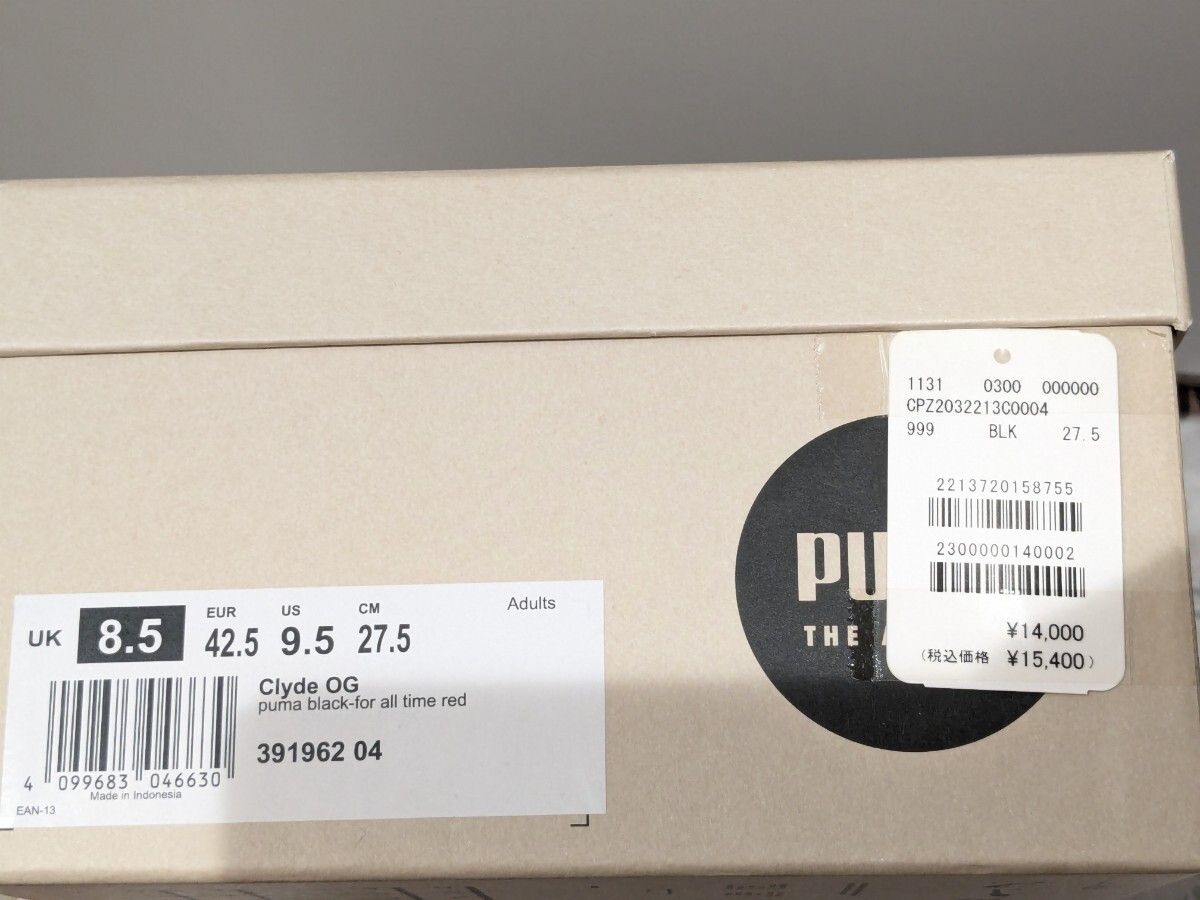 1131 0300 000000
CPZ2032213C0004
999 BLK 27.5
2213720158755
2300000140002
¥14,000
(税込価格 ¥15,400)
PU
THE
UK 8.5 EUR 42.5 US 9.5 CM 27.5
Adults
Clyde OG
puma black-for all time red
391962 04
4 099683 046630
Made in Indonesia
EAN-13